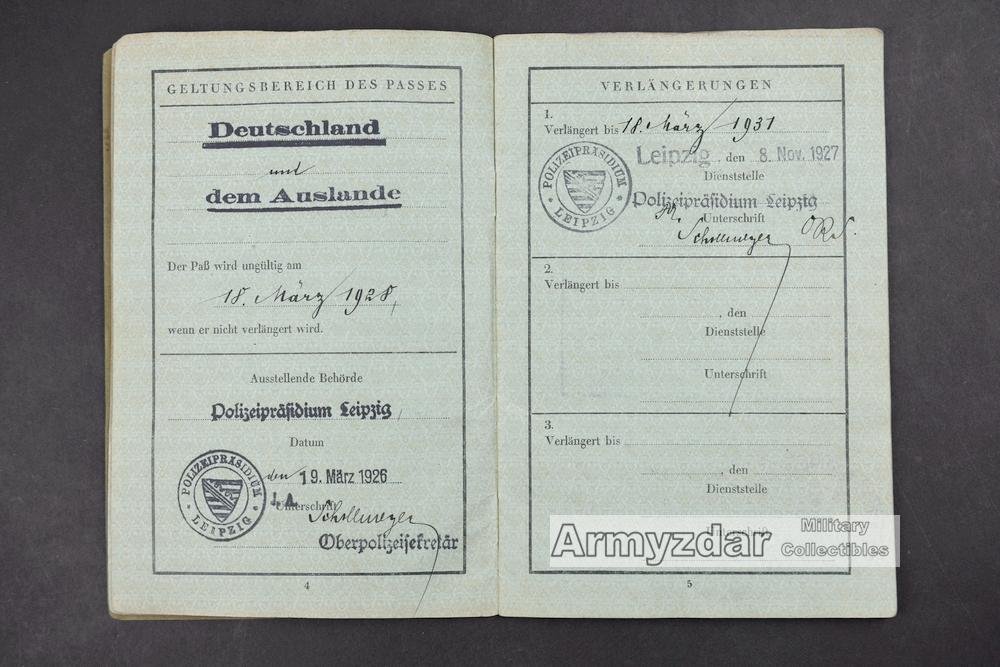 GELTUNGSBEREICH DES PASSES
Deutschland
und
dem Auslande
Der Paß wird ungültig am
18. März 1928,
wenn er nicht verlängert wird.
Ausstellende Behörde
Polizeipräsidium Leipzig,
Datum
den 19. März 1926
POLIZEIPRÄSIDIUM
LEIPZIG
I.A.
Unterschrift
Schollmeyer
Oberpolizeisekretär
4
VERLÄNGERUNGEN
1.
Verlängert bis 18. März 1931
Leipzig, den 8. Nov. 1927
Dienststelle
POLIZEIPRÄSIDIUM
LEIPZIG
Polizeipräsidium Leipzig
Unterschrift
Schollmeyer
2.
Verlängert bis
, den
Dienststelle
Unterschrift
3.
Verlängert bis
, den
Dienststelle
Unterschrift
Armyzdar
Military
Collectibles
5